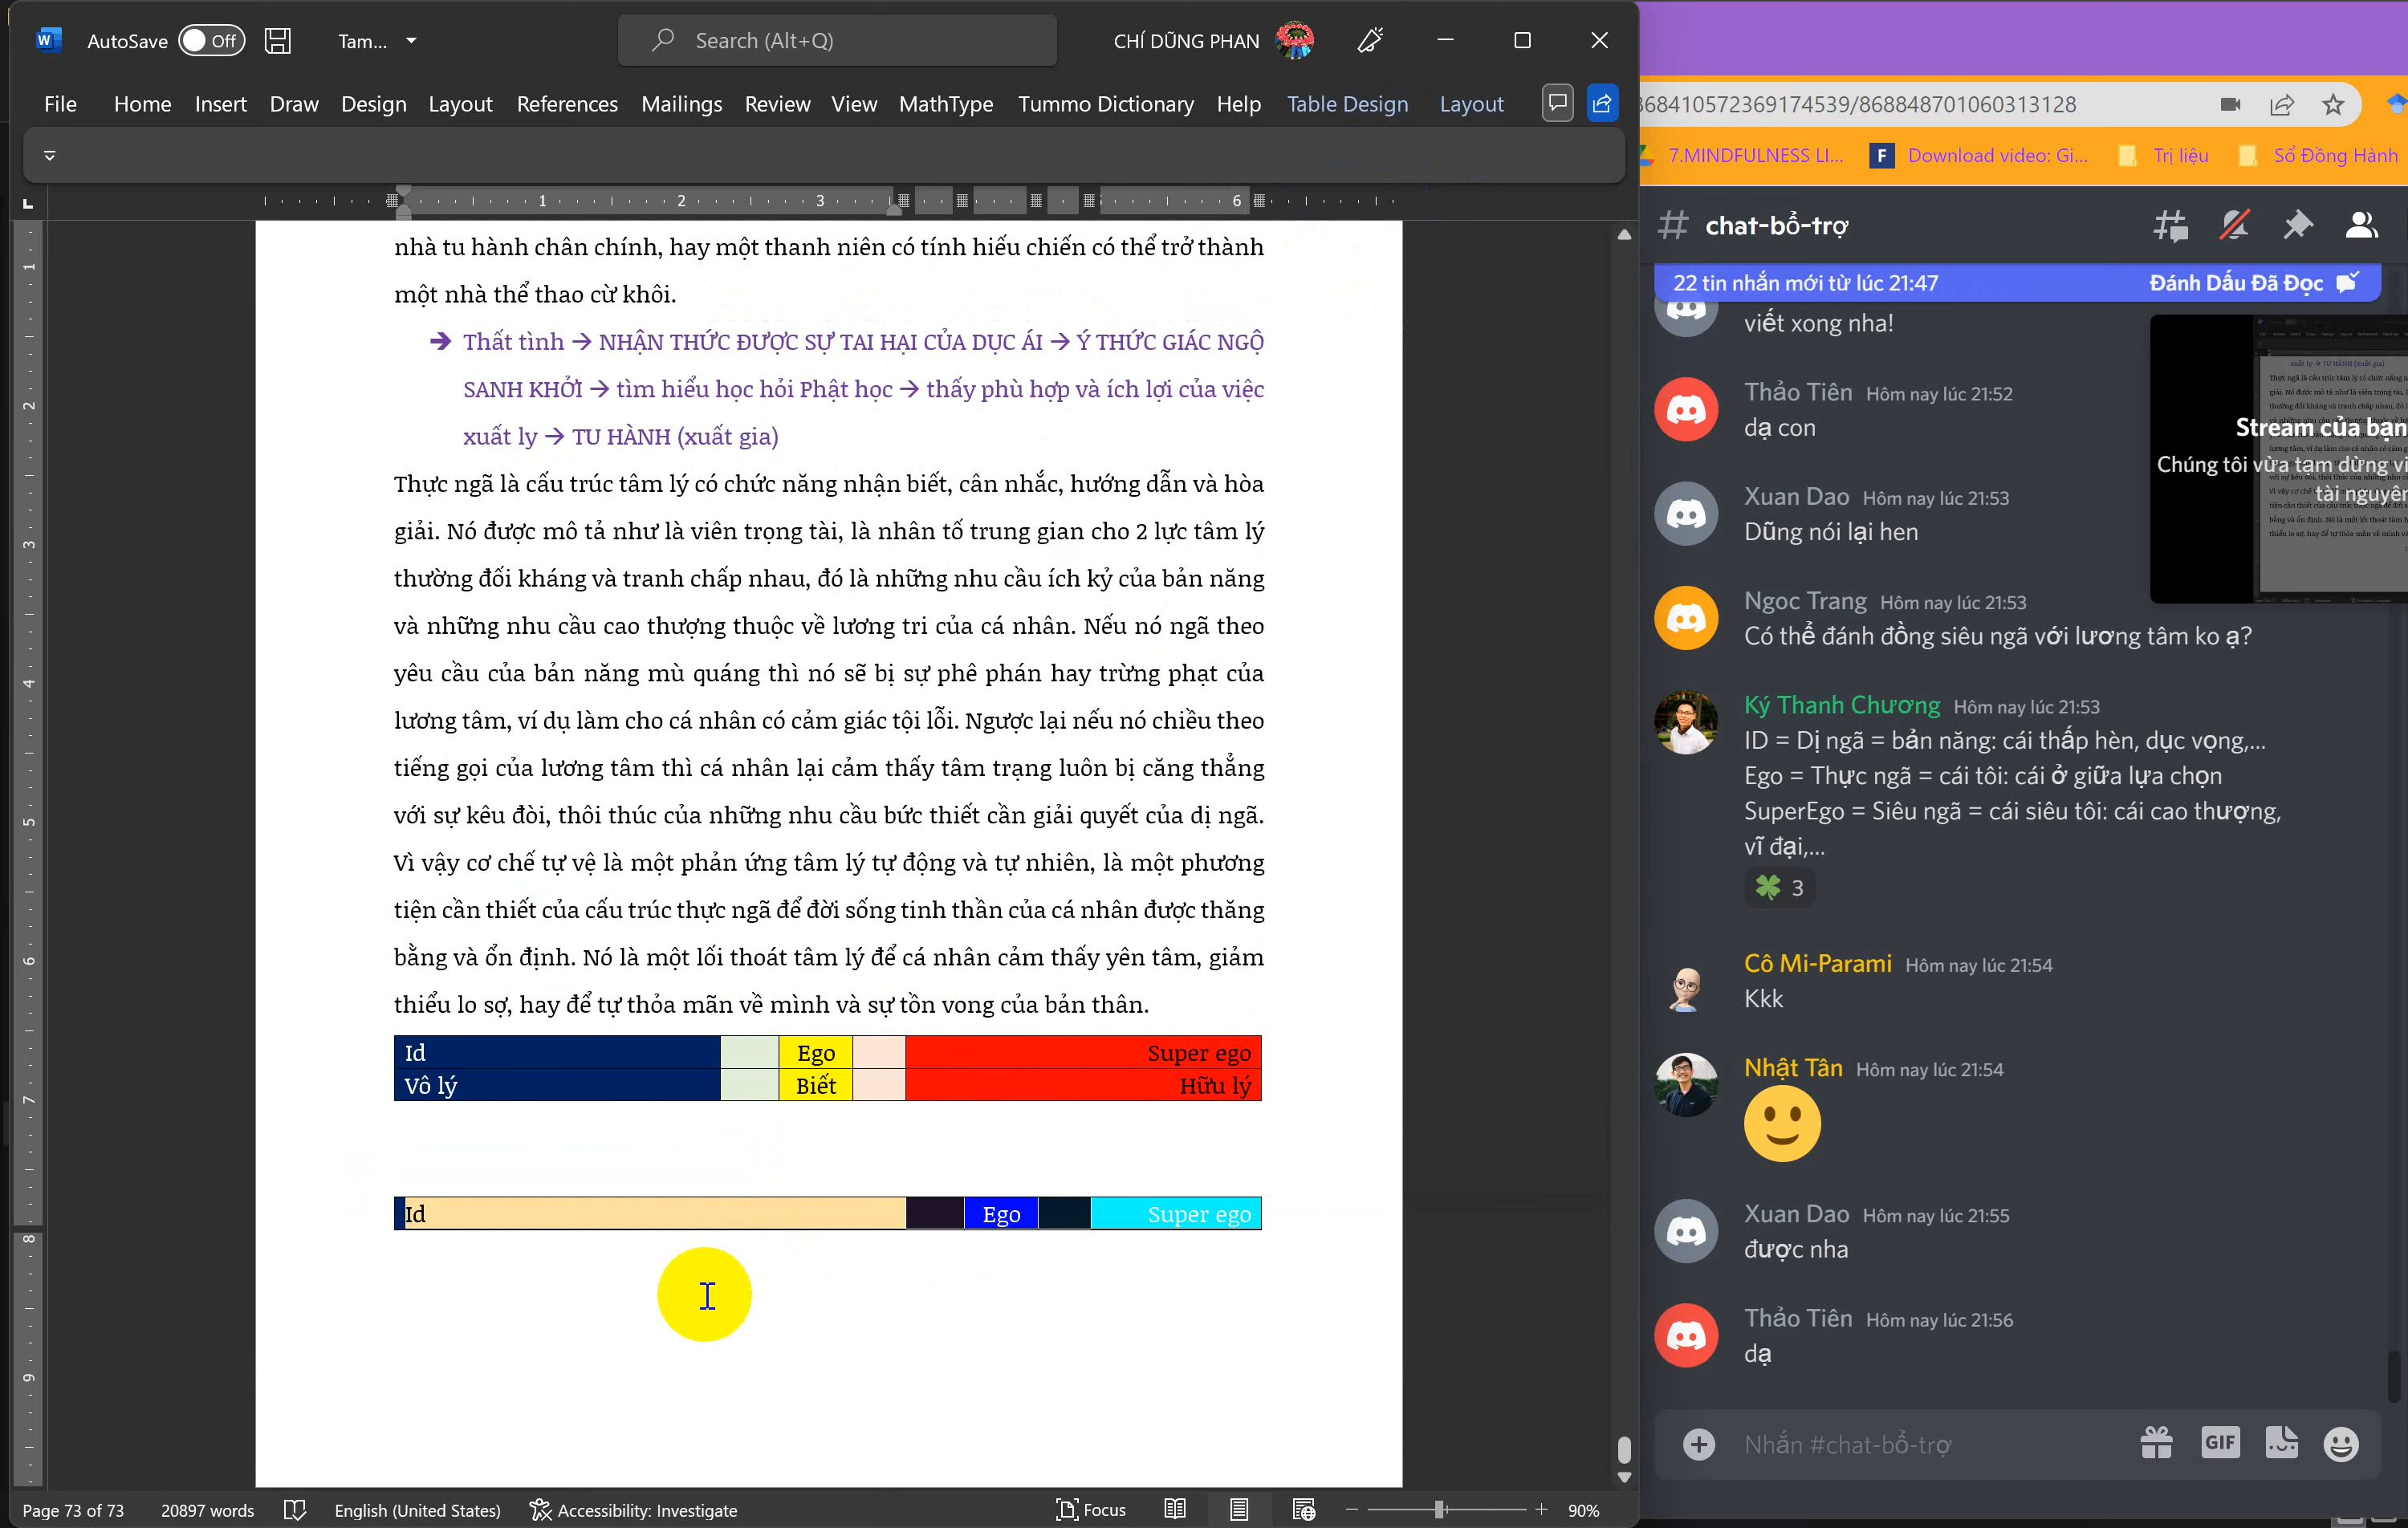 AutoSave Off Tam... Search (Alt+Q) CHÍ DŨNG PHAN
File Home Insert Draw Design Layout References Mailings Review View MathType Tummo Dictionary Help Table Design Layout
1 2 3 6
nhà tu hành chân chính, hay một thanh niên có tính hiếu chiến có thể trở thành
một nhà thể thao cừ khôi.
➔ Thất tình → NHẬN THỨC ĐƯỢC SỰ TAI HẠI CỦA DỤC ÁI → Ý THỨC GIÁC NGỘ
SANH KHỞI → tìm hiểu học hỏi Phật học → thấy phù hợp và ích lợi của việc
xuất ly → TU HÀNH (xuất gia)
Thực ngã là cấu trúc tâm lý có chức năng nhận biết, cân nhắc, hướng dẫn và hòa
giải. Nó được mô tả như là viên trọng tài, là nhân tố trung gian cho 2 lực tâm lý
thường đối kháng và tranh chấp nhau, đó là những nhu cầu ích kỷ của bản năng
và những nhu cầu cao thượng thuộc về lương tri của cá nhân. Nếu nó ngã theo
yêu cầu của bản năng mù quáng thì nó sẽ bị sự phê phán hay trừng phạt của
lương tâm, ví dụ làm cho cá nhân có cảm giác tội lỗi. Ngược lại nếu nó chiều theo
tiếng gọi của lương tâm thì cá nhân lại cảm thấy tâm trạng luôn bị căng thẳng
với sự kêu đòi, thôi thúc của những nhu cầu bức thiết cần giải quyết của dị ngã.
Vì vậy cơ chế tự vệ là một phản ứng tâm lý tự động và tự nhiên, là một phương
tiện cần thiết của cấu trúc thực ngã để đời sống tinh thần của cá nhân được thăng
bằng và ổn định. Nó là một lối thoát tâm lý để cá nhân cảm thấy yên tâm, giảm
thiểu lo sợ, hay để tự thỏa mãn về mình và sự tồn vong của bản thân.
Id Ego Super ego
Vô lý Biết Hữu lý
Id Ego Super ego
1
2
3
4
5
6
7
8
9
Page 73 of 73 20897 words English (United States) Accessibility: Investigate Focus 90%
368410572369174539/868848701060313128
7.MINDFULNESS LI... Download video: Gi... Trị liệu Sổ Đồng Hành
# chat-bổ-trợ
22 tin nhắn mới từ lúc 21:47 Đánh Dấu Đã Đọc
viết xong nha!
Stream của bạn
Chúng tôi vừa tạm dừng vi
tài nguyên
Thảo Tiên Hôm nay lúc 21:52
dạ con
Xuan Dao Hôm nay lúc 21:53
Dũng nói lại hen
Ngoc Trang Hôm nay lúc 21:53
Có thể đánh đồng siêu ngã với lương tâm ko ạ?
Ký Thanh Chương Hôm nay lúc 21:53
ID = Dị ngã = bản năng: cái thấp hèn, dục vọng,...
Ego = Thực ngã = cái tôi: cái ở giữa lựa chọn
SuperEgo = Siêu ngã = cái siêu tôi: cái cao thượng,
vĩ đại,...
3
Cô Mi-Parami Hôm nay lúc 21:54
Kkk
Nhật Tân Hôm nay lúc 21:54
Xuan Dao Hôm nay lúc 21:55
được nha
Thảo Tiên Hôm nay lúc 21:56
dạ
Nhắn #chat-bổ-trợ GIF